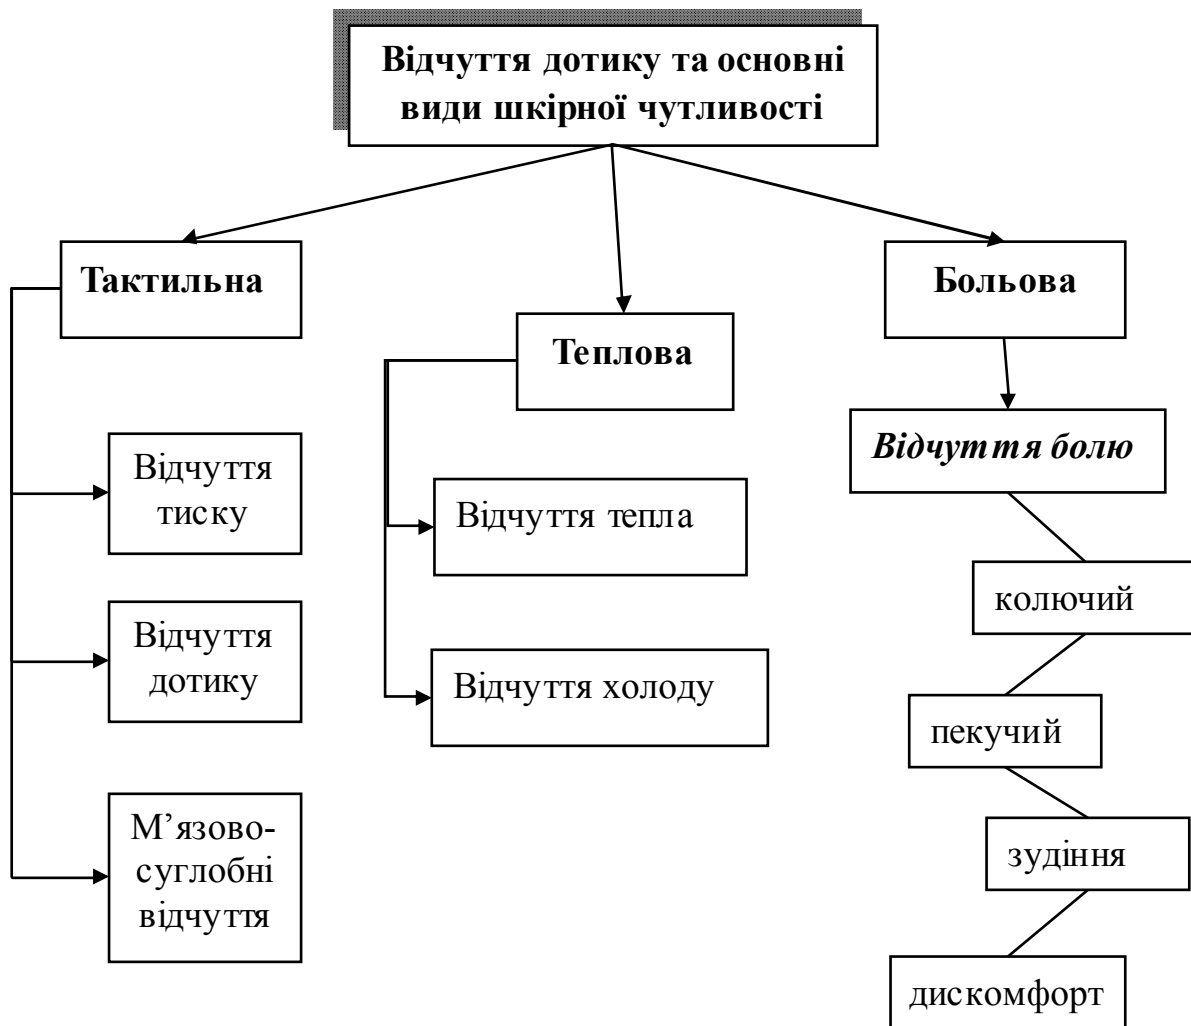 Відчуття дотику та основні
види шкірної чутливості
Тактильна
Теплова
Больова
Відчуття
тиску
Відчуття
дотику
М’язово-
суглобні
відчуття
Відчуття тепла
Відчуття холоду
Відчуття болю
колючий
пекучий
зудіння
дискомфорт